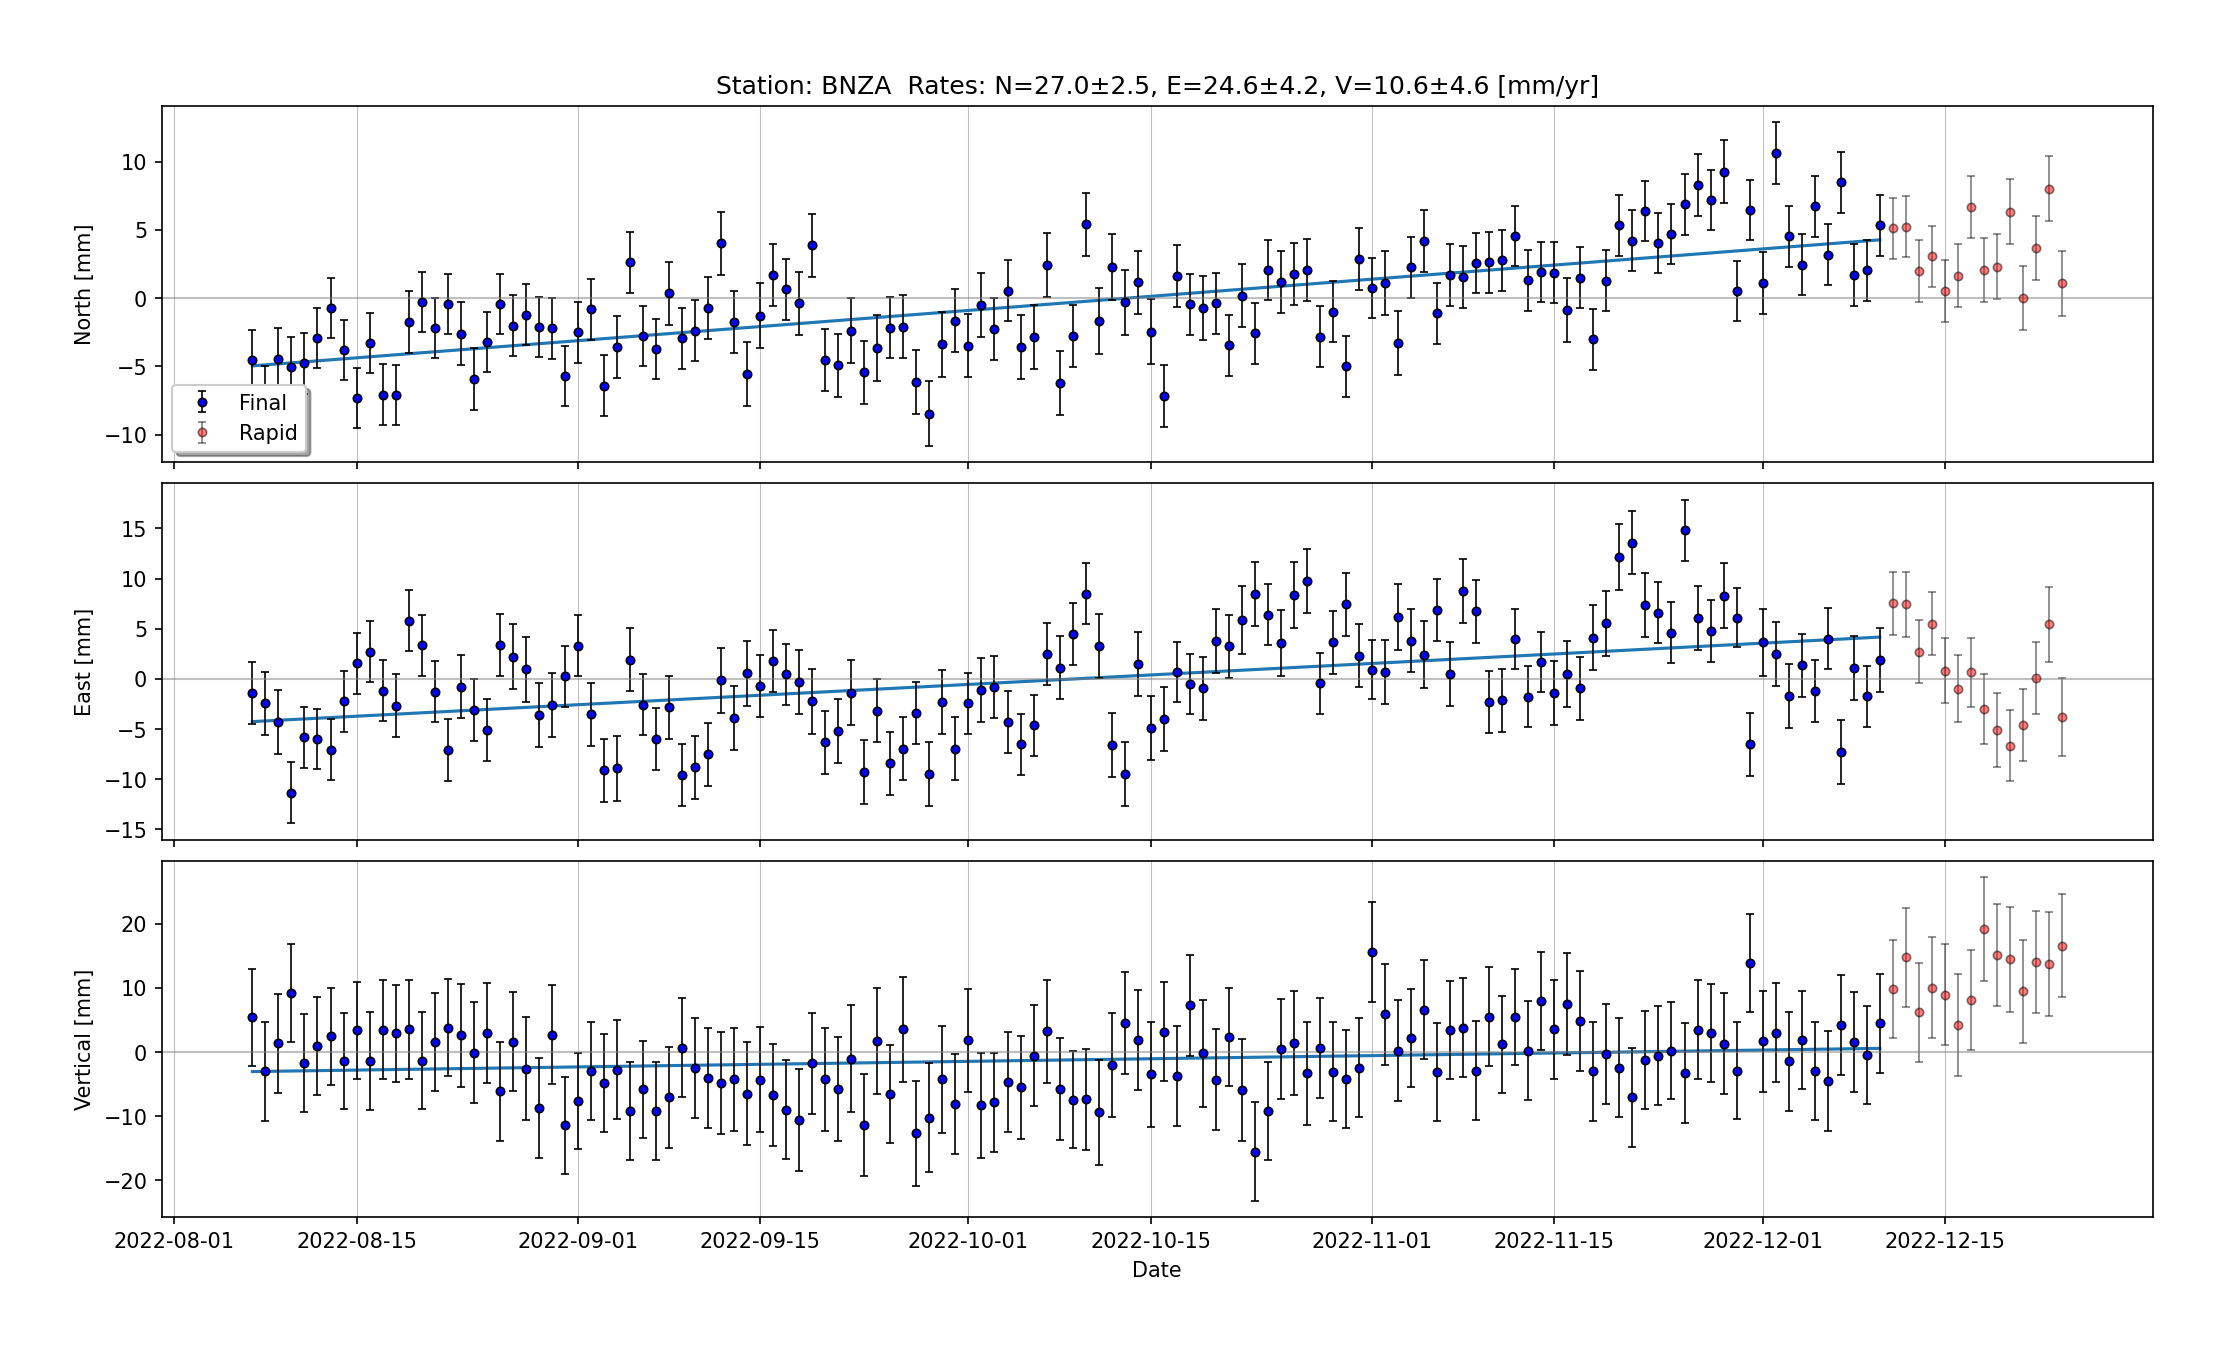 Station: BNZA  Rates: N=27.0±2.5, E=24.6±4.2, V=10.6±4.6 [mm/yr]
North [mm]
10
5
0
−5
−10
Final
Rapid
East [mm]
15
10
5
0
−5
−10
−15
Vertical [mm]
20
10
0
−10
−20
2022-08-01 2022-08-15 2022-09-01 2022-09-15 2022-10-01 2022-10-15 2022-11-01 2022-11-15 2022-12-01 2022-12-15
Date